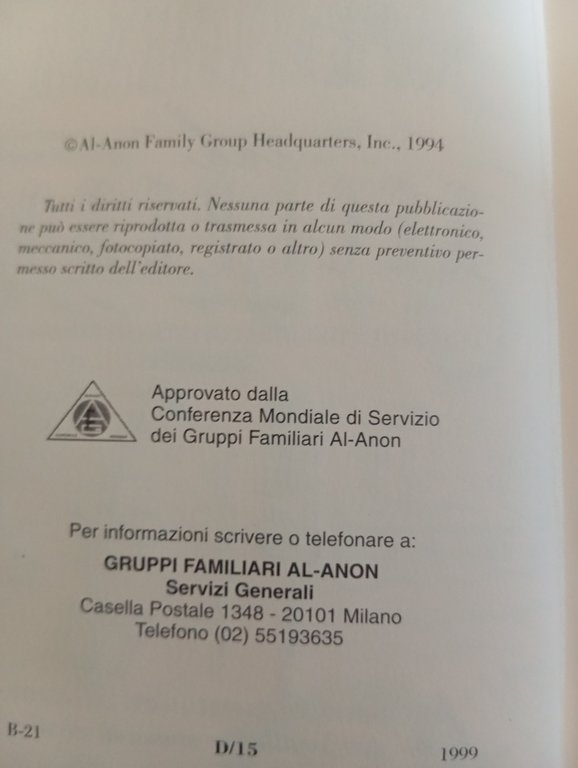 ©Al-Anon Family Group Headquarters, Inc., 1994
Tutti i diritti riservati. Nessuna parte di questa pubblicazio-
ne può essere riprodotta o trasmessa in alcun modo (elettronico,
meccanico, fotocopiato, registrato o altro) senza preventivo per-
messo scritto dell'editore.
Approvato dalla
Conferenza Mondiale di Servizio
dei Gruppi Familiari Al-Anon
Per informazioni scrivere o telefonare a:
GRUPPI FAMILIARI AL-ANON
Servizi Generali
Casella Postale 1348 - 20101 Milano
Telefono (02) 55193635
B-21
D/15
1999